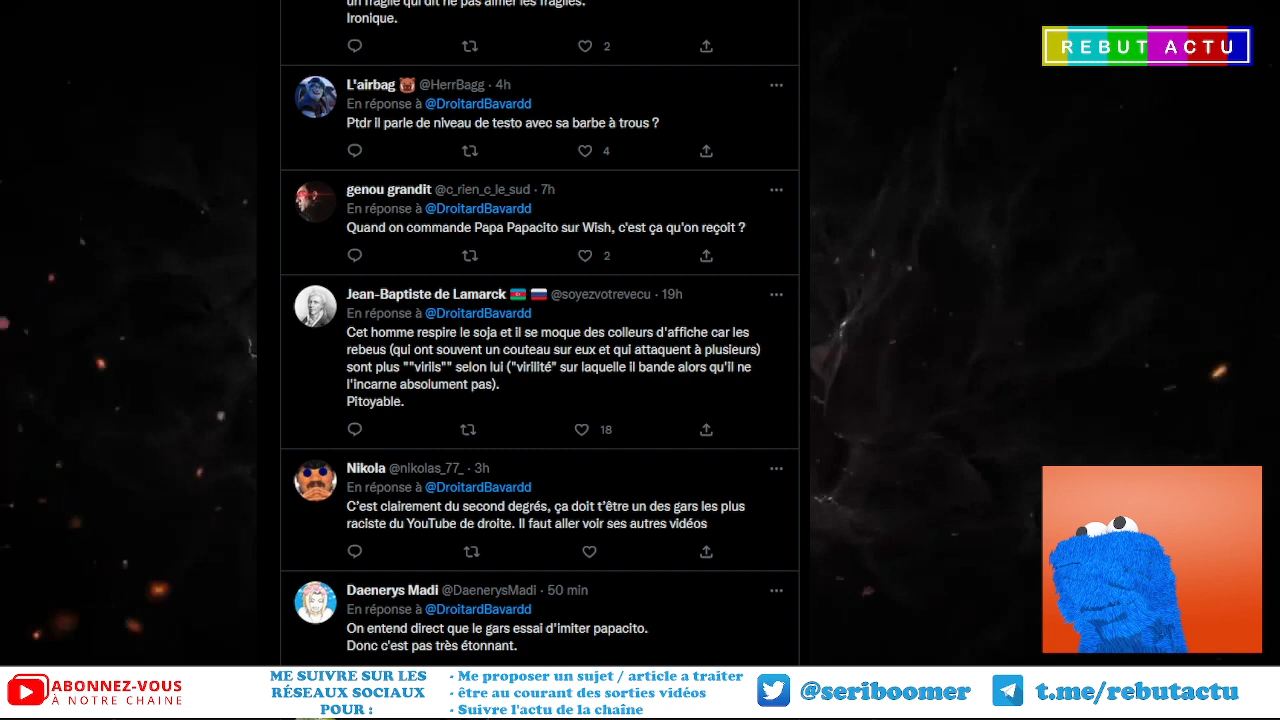 un fragile qui dit ne pas aimer les fragiles.
Ironique.
2
REBUT ACTU
L'airbag @HerrBagg · 4h
En réponse à @DroitardBavardd
Ptdr il parle de niveau de testo avec sa barbe à trous ?
4
genou grandit @c_rien_c_le_sud · 7h
En réponse à @DroitardBavardd
Quand on commande Papa Papacito sur Wish, c'est ça qu'on reçoit ?
2
Jean-Baptiste de Lamarck @soyezvotrevecu · 19h
En réponse à @DroitardBavardd
Cet homme respire le soja et il se moque des colleurs d'affiche car les
rebeus (qui ont souvent un couteau sur eux et qui attaquent à plusieurs)
sont plus ""virils"" selon lui ("virilité" sur laquelle il bande alors qu'il ne
l'incarne absolument pas).
Pitoyable.
18
Nikola @nikolas_77_ · 3h
En réponse à @DroitardBavardd
C'est clairement du second degrés, ça doit t'être un des gars les plus
raciste du YouTube de droite. Il faut aller voir ses autres vidéos
Daenerys Madi @DaenerysMadi · 50 min
En réponse à @DroitardBavardd
On entend direct que le gars essai d'imiter papacito.
Donc c'est pas très étonnant.
ABONNEZ-VOUS
À NOTRE CHAINE
ME SUIVRE SUR LES
RÉSEAUX SOCIAUX
POUR :
- Me proposer un sujet / article a traiter
- être au courant des sorties vidéos
- Suivre l'actu de la chaîne
@seriboomer
t.me/rebutactu